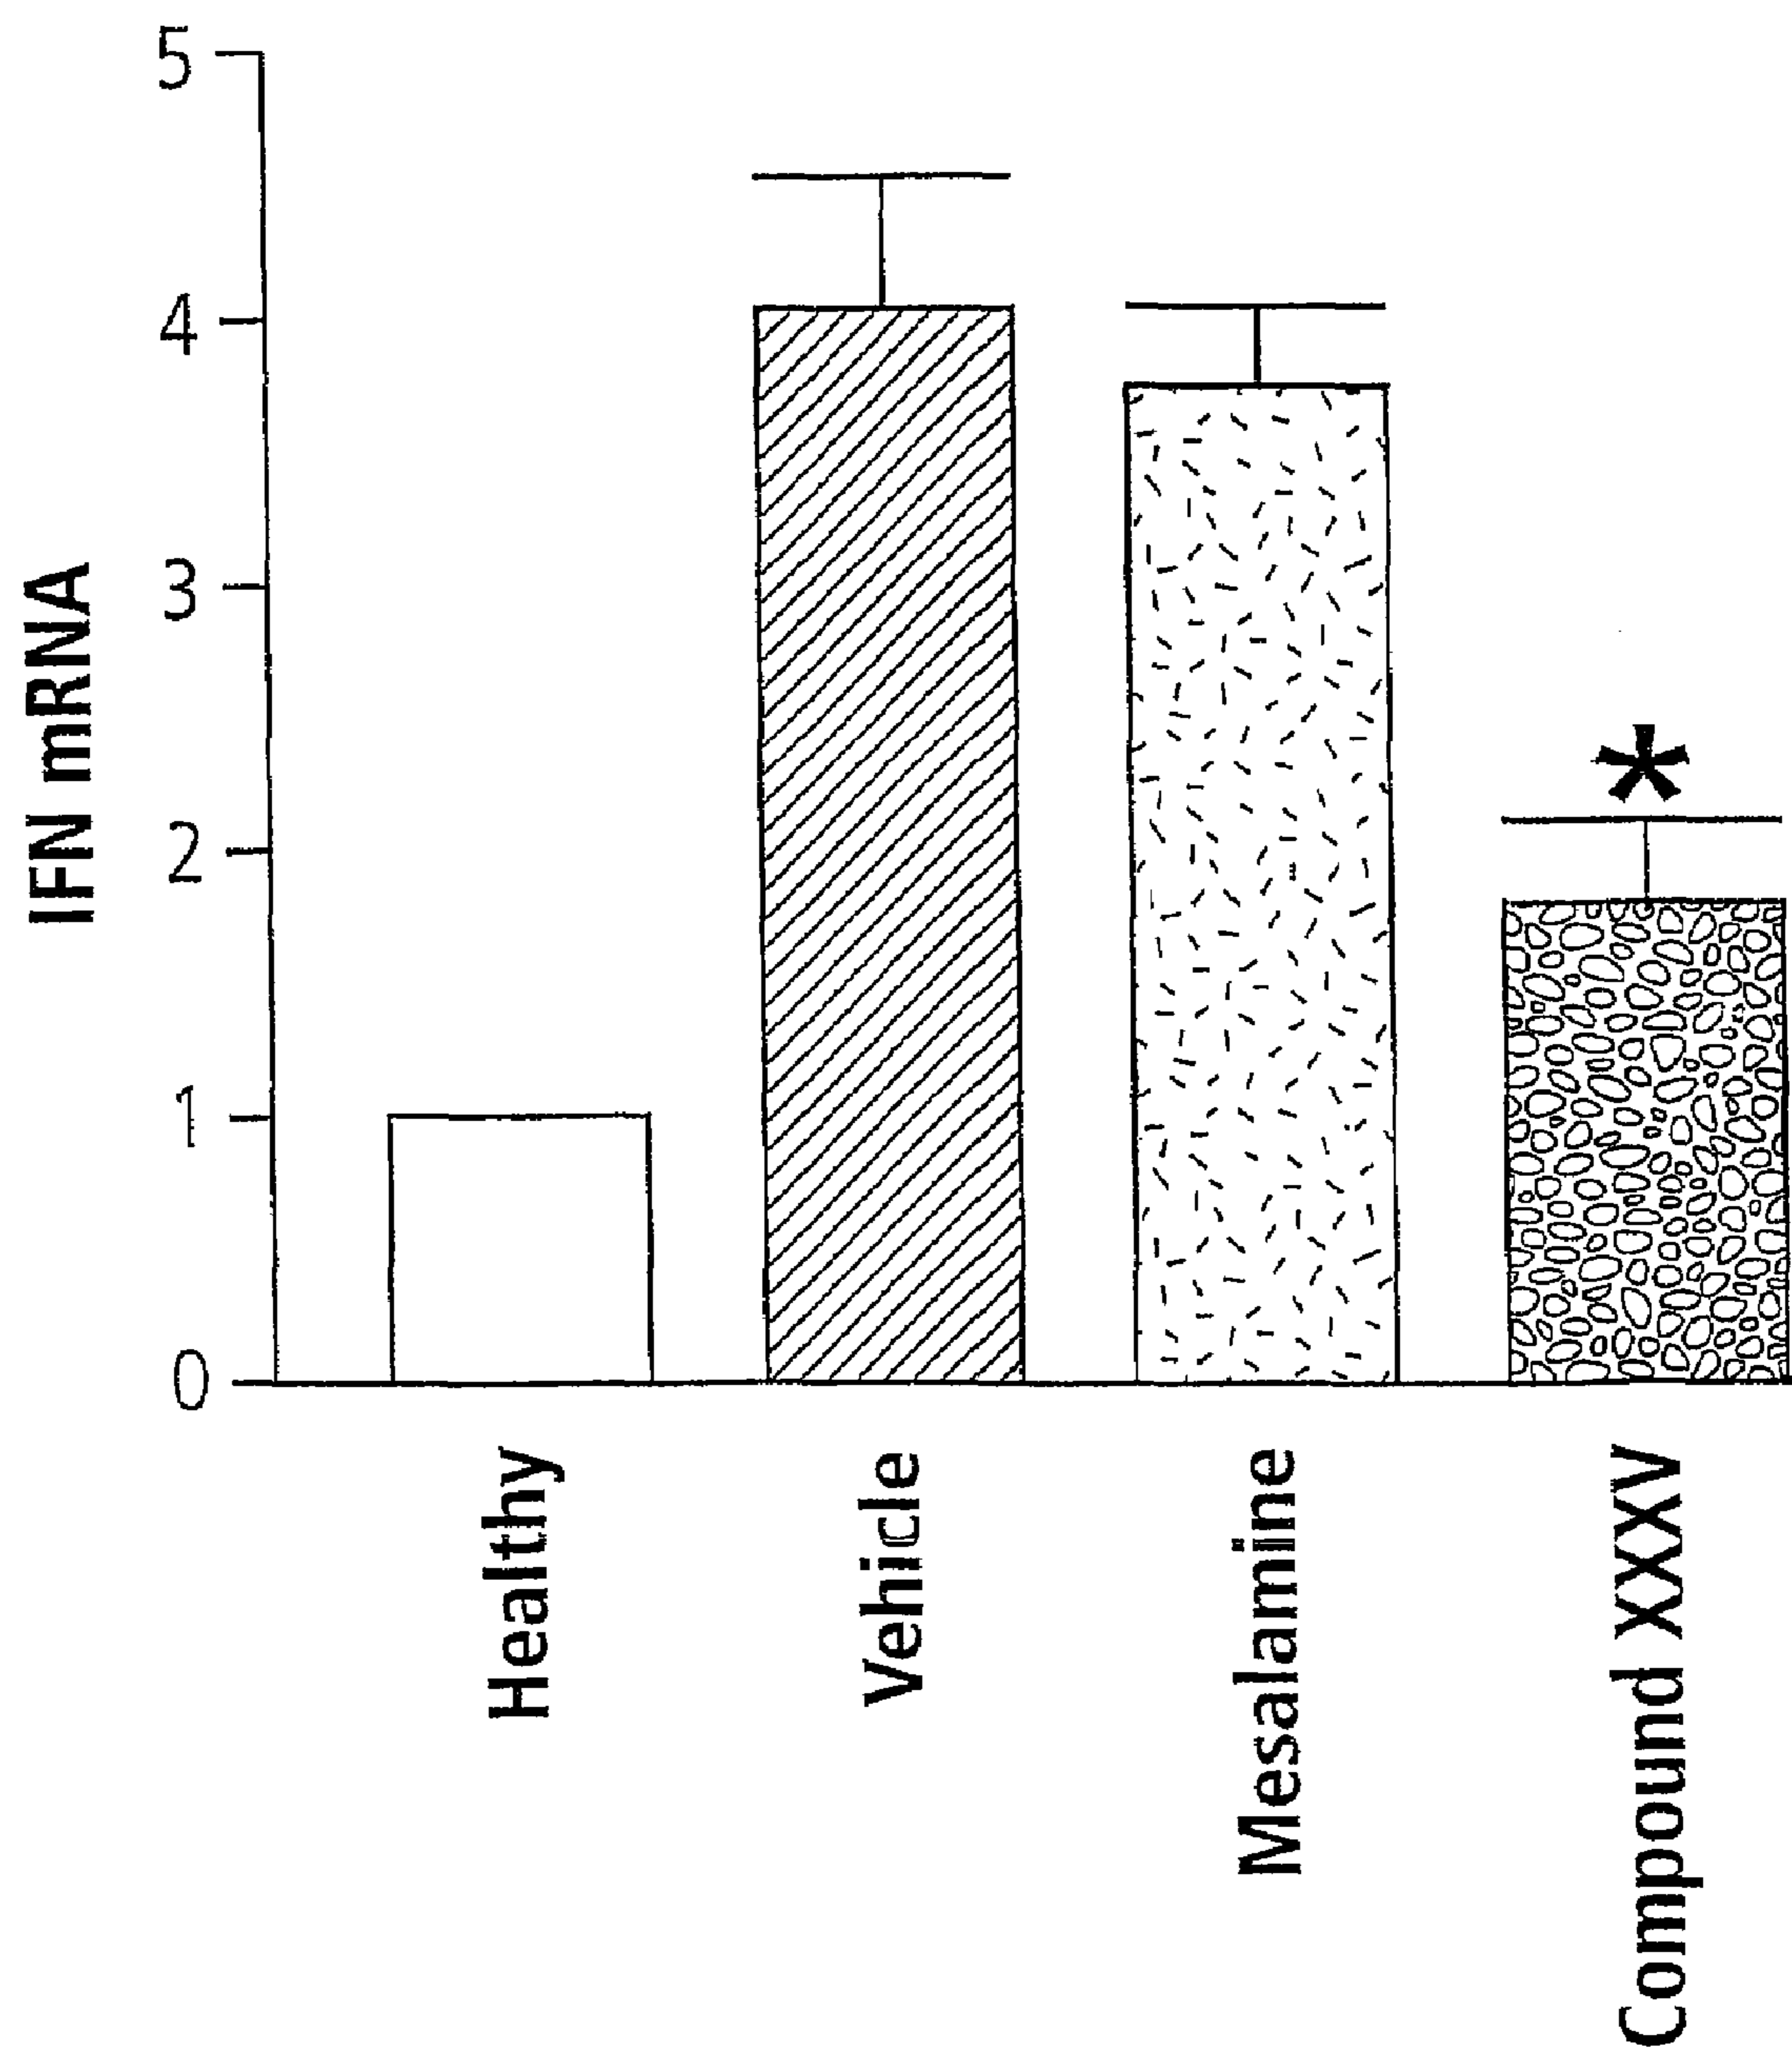 IFN mRNA
5
4
3
2
1
0
*
Healthy
Vehicle
Mesalamine
Compound XXXV